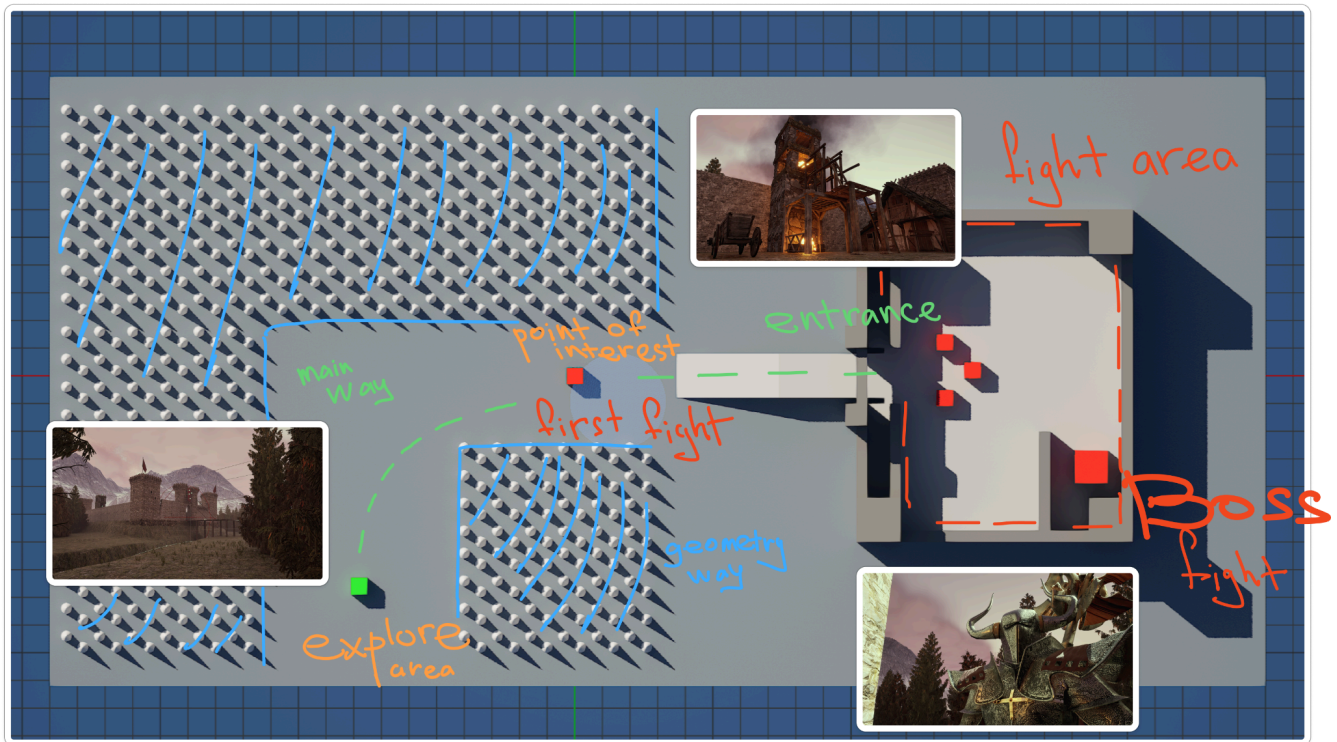 fight area
entrance
point of
interest
main
way
first fight
Boss
fight
geometry
way
explore
area